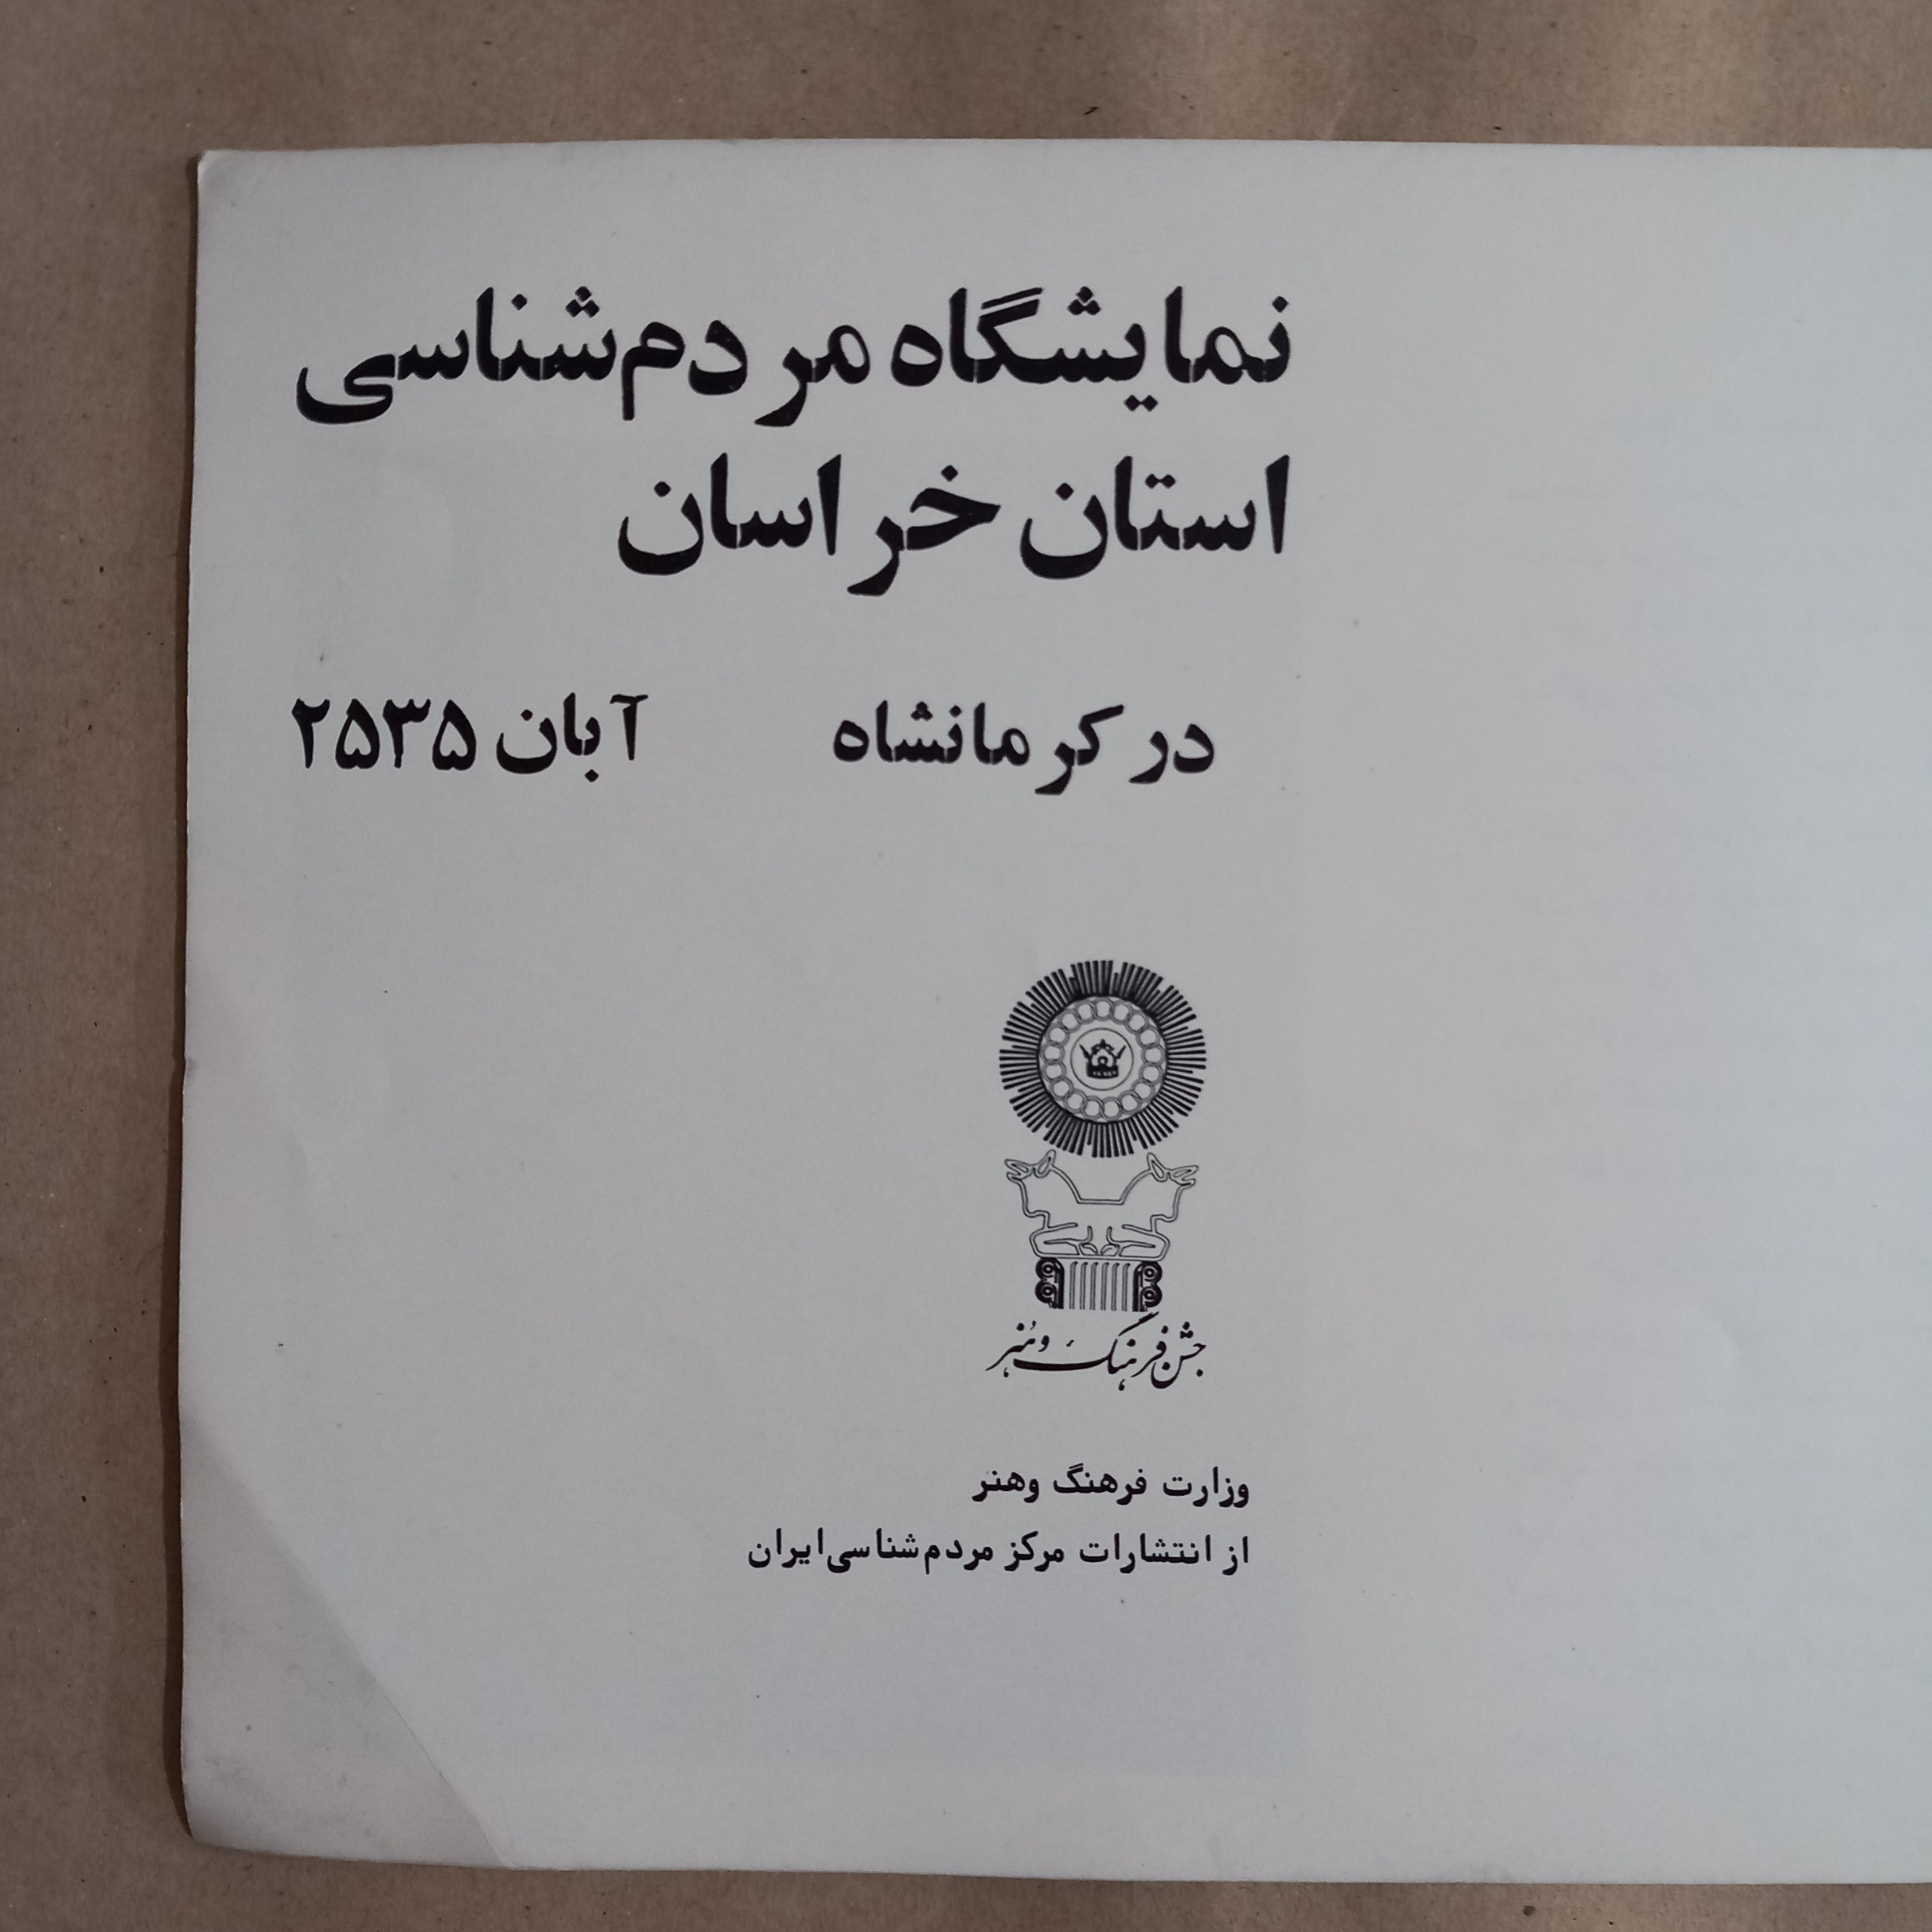 نمایشگاه مردم‌شناسی
استان خراسان
در کرمانشاه آبان ۲۵۳۵
جشن فرهنگ و هنر
وزارت فرهنگ وهنر
از انتشارات مرکز مردم‌شناسی ایران